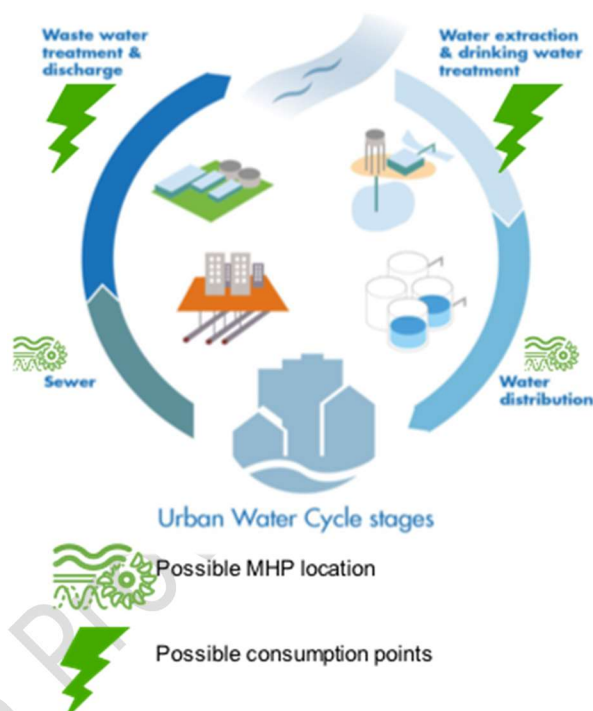 Waste water
treatment &
discharge
Water extraction
& drinking water
treatment
Sewer
Water
distribution
Urban Water Cycle stages
Possible MHP location
Possible consumption points